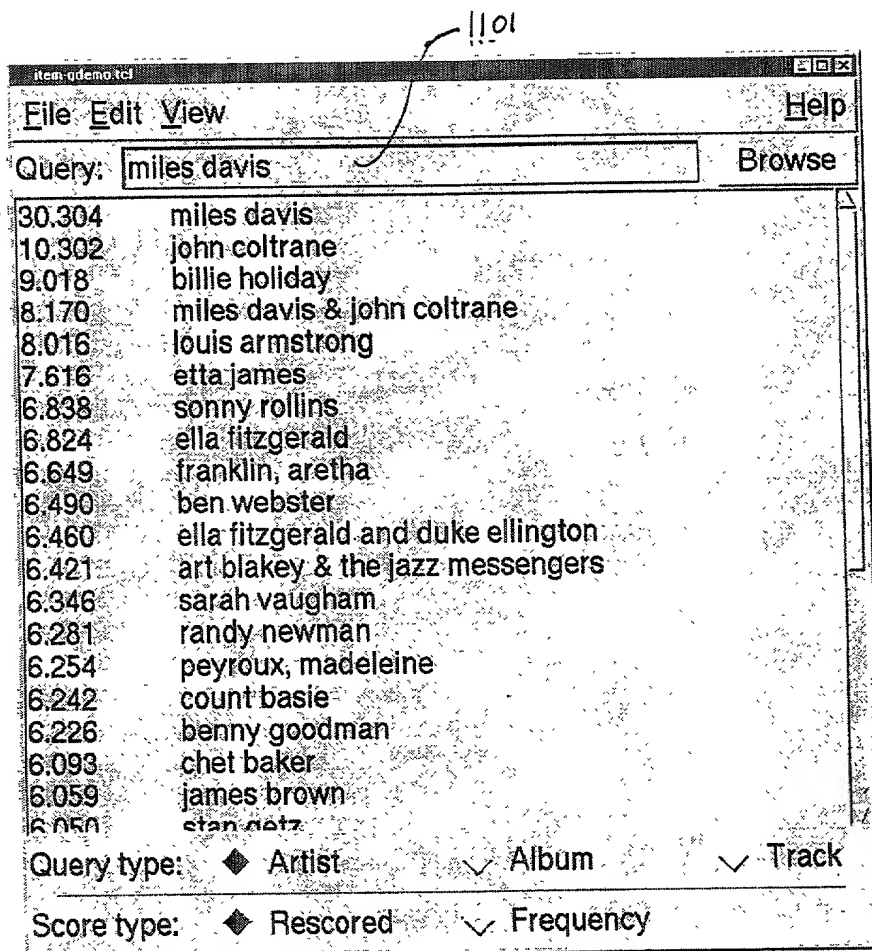 1101
item-qdemo.tcl
File Edit View Help
Query: miles davis Browse
30.304 miles davis
10.302 john coltrane
9.018 billie holiday
8.170 miles davis & john coltrane
8.016 louis armstrong
7.616 etta james
6.838 sonny rollins
6.824 ella fitzgerald
6.649 franklin, aretha
6.490 ben webster
6.460 ella fitzgerald and duke ellington
6.421 art blakey & the jazz messengers
6.346 sarah vaugham
6.281 randy newman
6.254 peyroux, madeleine
6.242 count basie
6.226 benny goodman
6.093 chet baker
6.059 james brown
6.050 stan getz
Query type: Artist Album Track
Score type: Rescored Frequency